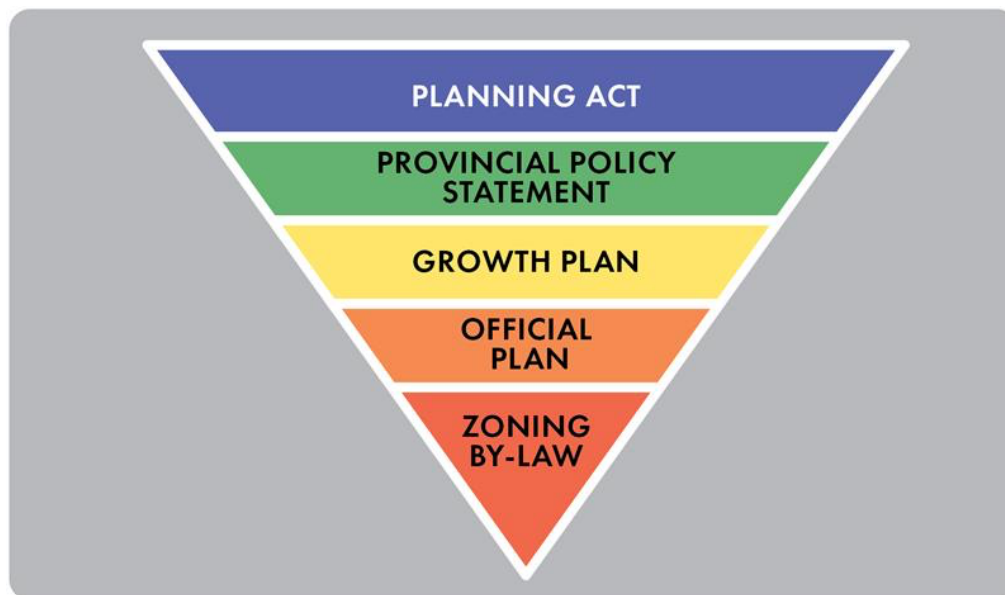 PLANNING ACT
PROVINCIAL POLICY
STATEMENT
GROWTH PLAN
OFFICIAL
PLAN
ZONING
BY-LAW